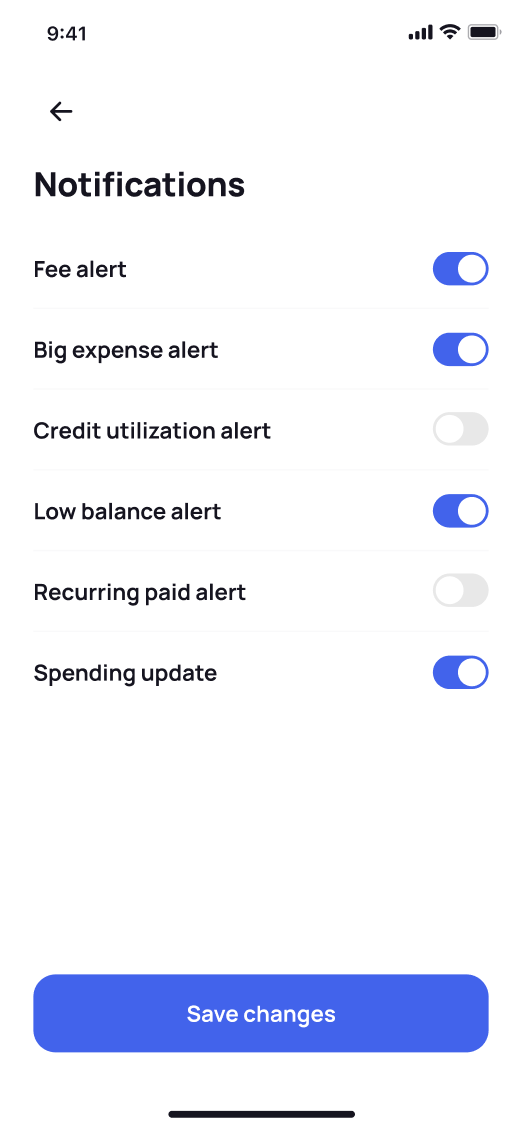 9:41
Notifications
Fee alert
Big expense alert
Credit utilization alert
Low balance alert
Recurring paid alert
Spending update
Save changes